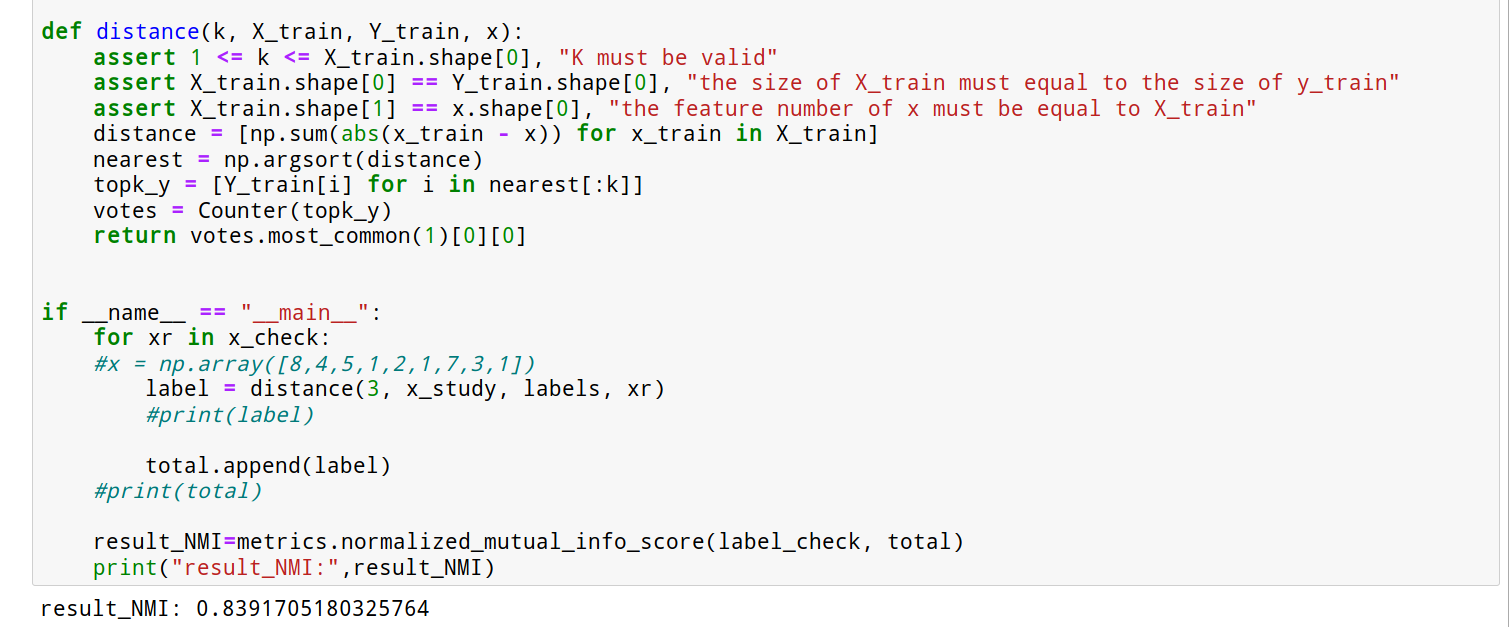 def distance(k, X_train, Y_train, x):
    assert 1 <= k <= X_train.shape[0], "K must be valid"
    assert X_train.shape[0] == Y_train.shape[0], "the size of X_train must equal to the size of y_train"
    assert X_train.shape[1] == x.shape[0], "the feature number of x must be equal to X_train"
    distance = [np.sum(abs(x_train - x)) for x_train in X_train]
    nearest = np.argsort(distance)
    topk_y = [Y_train[i] for i in nearest[:k]]
    votes = Counter(topk_y)
    return votes.most_common(1)[0][0]
if __name__ == "__main__":
    for xr in x_check:
    #x = np.array([8,4,5,1,2,1,7,3,1])
        label = distance(3, x_study, labels, xr)
        #print(label)
        total.append(label)
    #print(total)
    result_NMI=metrics.normalized_mutual_info_score(label_check, total)
    print("result_NMI:",result_NMI)
result_NMI: 0.8391705180325764